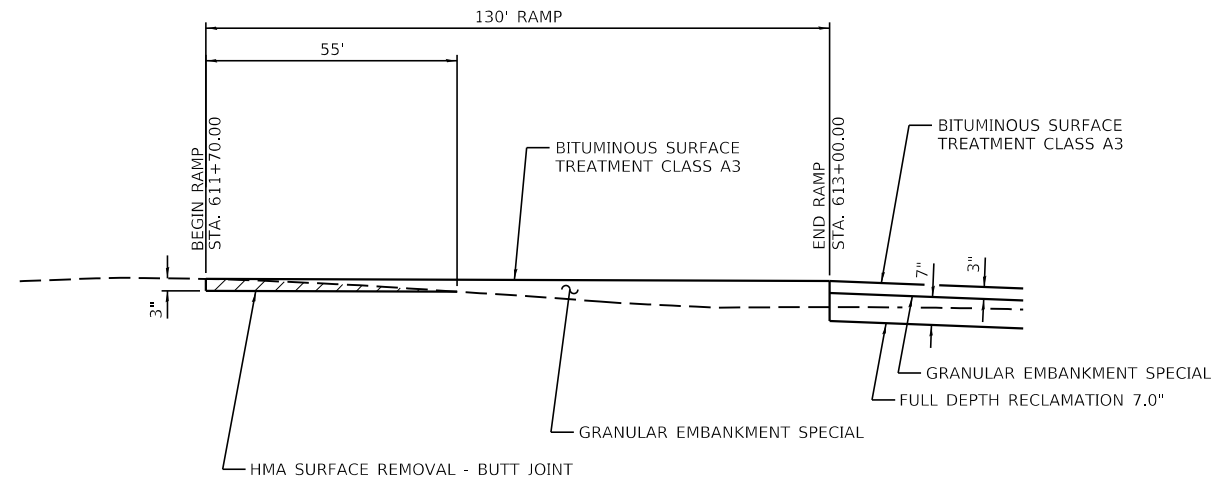 130' RAMP
55'
BEGIN RAMP
STA. 611+70.00
BITUMINOUS SURFACE
TREATMENT CLASS A3
END RAMP
STA. 613+00.00
BITUMINOUS SURFACE
TREATMENT CLASS A3
3"
7"
3"
GRANULAR EMBANKMENT SPECIAL
FULL DEPTH RECLAMATION 7.0"
GRANULAR EMBANKMENT SPECIAL
HMA SURFACE REMOVAL - BUTT JOINT